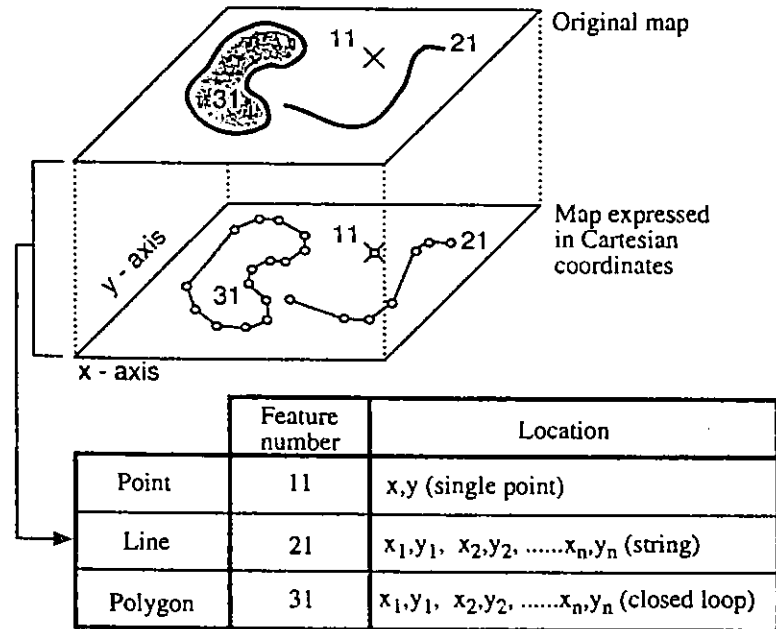 Original map
11
21
31
Map expressed
in Cartesian
coordinates
11
21
31
y - axis
x - axis
Feature
number
Location
Point 11 x,y (single point)
Line 21 x₁,y₁, x₂,y₂, ......xₙ,yₙ (string)
Polygon 31 x₁,y₁, x₂,y₂, ......xₙ,yₙ (closed loop)